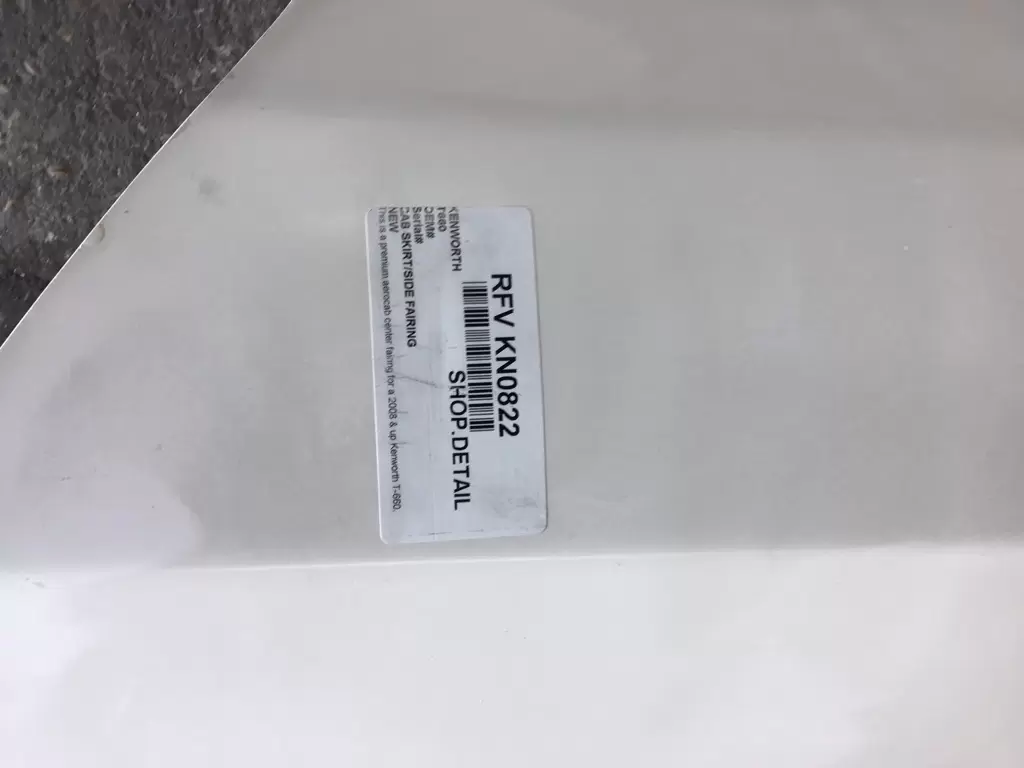 RFV KN0822
SHOP.DETAIL
KENWORTH
T660
OEM#
Serial#
CAB SKIRT/SIDE FAIRING
NEW
This is a premium aerocab center fairing for a 2008 & up Kenworth T-660.